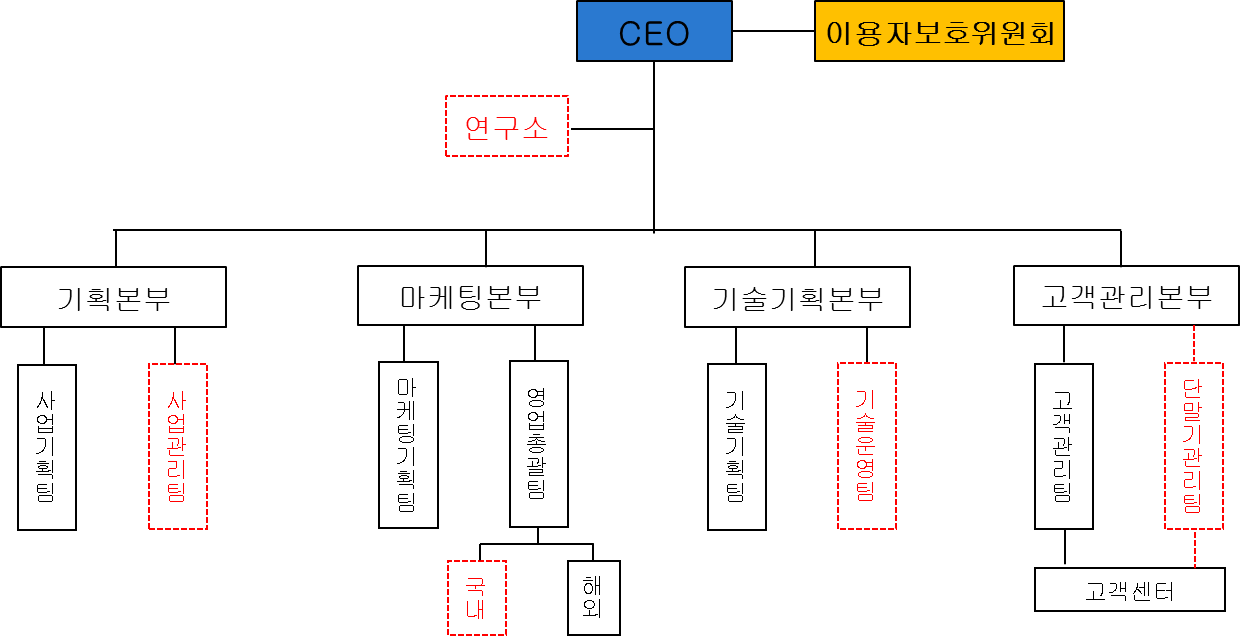 CEO
이용자보호위원회
연구소
기획본부
마케팅본부
기술기획본부
고객관리본부
사업기획팀
사업관리팀
마케팅기획팀
영업총괄팀
기술기획팀
기술운영팀
고객관리팀
단말기관리팀
국내
해외
고객센터